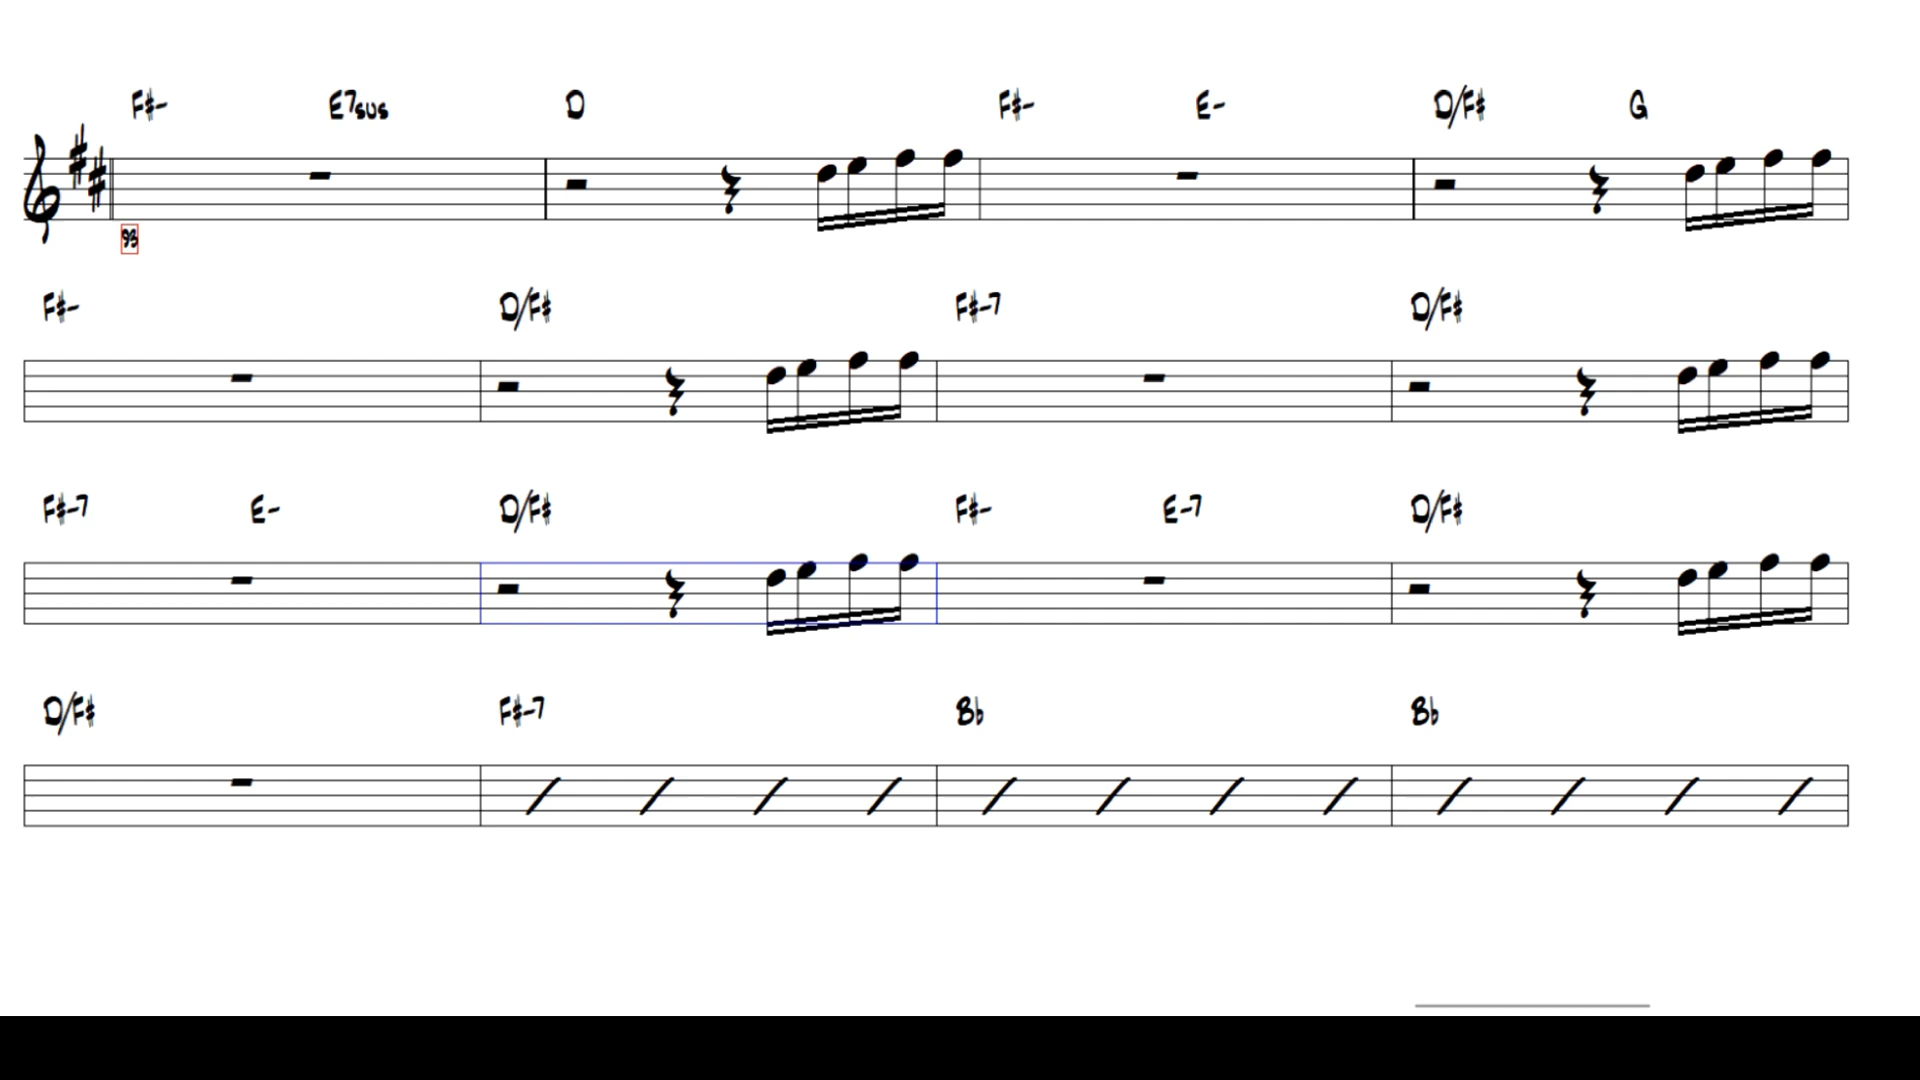 F#- E7sus D F#- E- D/F# G
93
F#- D/F# F#-7 D/F#
F#-7 E- D/F# F#- E-7 D/F#
D/F# F#-7 Bb Bb